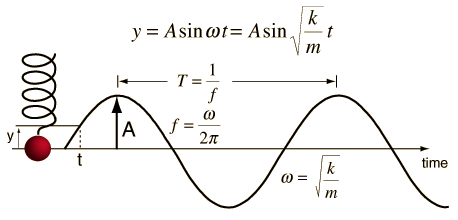 y = A sin ωt = A sin √(k/m) t
T = 1/f
y
t
A
f = ω/2π
ω = √(k/m)
time